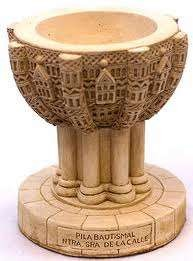 PILA BAUTISMAL
NTRA. SRA. DE LA CALLE